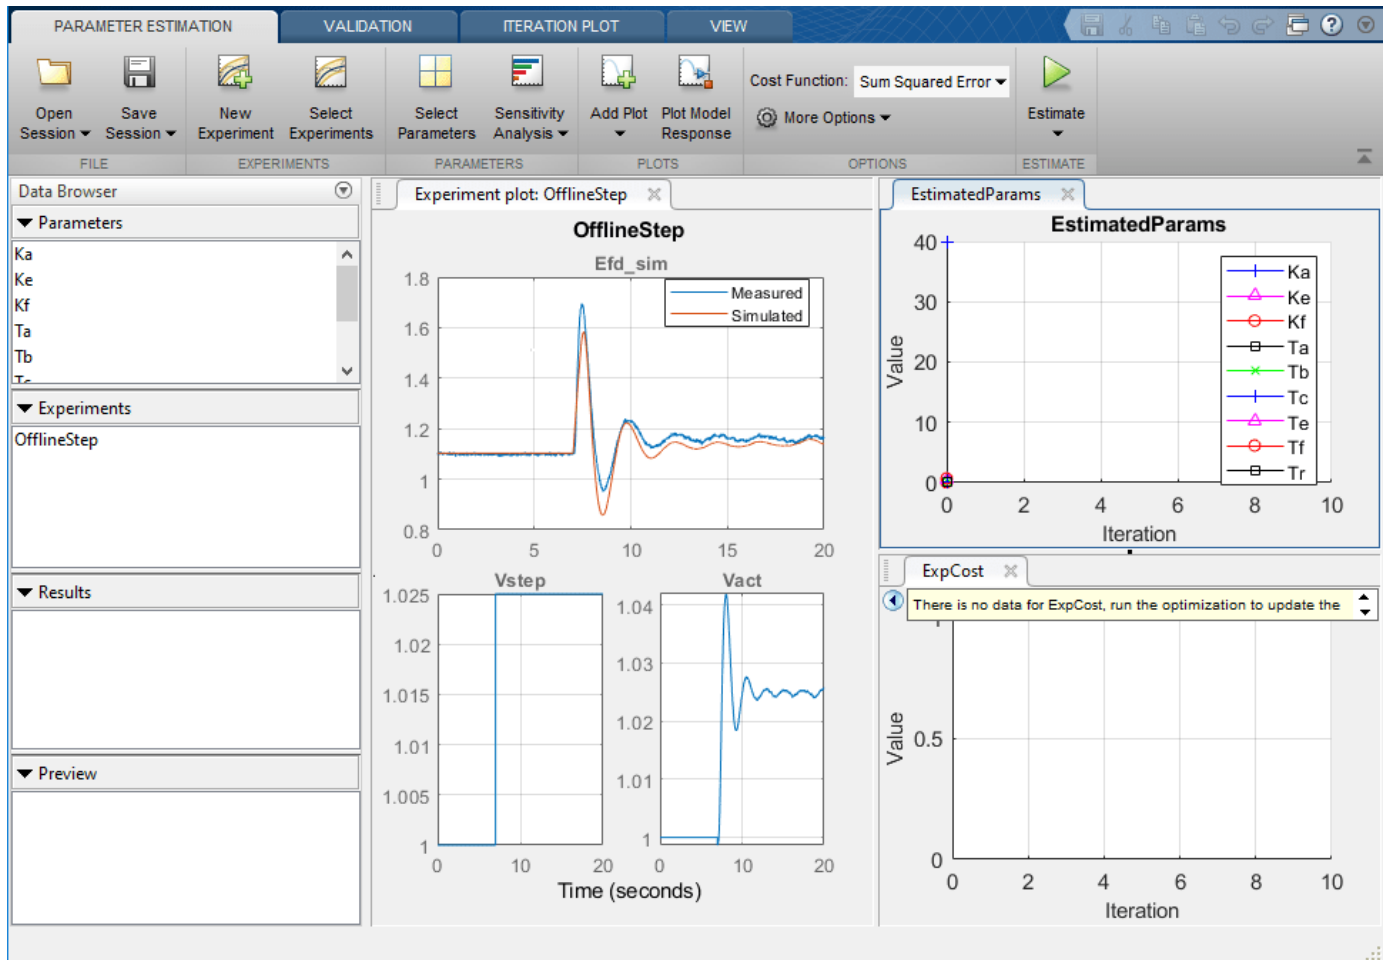 PARAMETER ESTIMATION
VALIDATION
ITERATION PLOT
VIEW
Open
Session
Save
Session
New
Experiment
Select
Experiments
Select
Parameters
Sensitivity
Analysis
Add Plot
Plot Model
Response
Cost Function: Sum Squared Error
More Options
Estimate
FILE
EXPERIMENTS
PARAMETERS
PLOTS
OPTIONS
ESTIMATE
Data Browser
Parameters
Ka
Ke
Kf
Ta
Tb
Tc
Experiments
OfflineStep
Results
Preview
Experiment plot: OfflineStep
OfflineStep
Efd_sim
1.8
1.6
1.4
1.2
1
0.8
0 5 10 15 20
Measured
Simulated
Vstep
1.025
1.02
1.015
1.01
1.005
1
0 10 20
Vact
1.04
1.03
1.02
1.01
1
0 10 20
Time (seconds)
EstimatedParams
EstimatedParams
40
30
20
10
0
Value
0 2 4 6 8 10
Iteration
Ka
Ke
Kf
Ta
Tb
Tc
Te
Tf
Tr
ExpCost
There is no data for ExpCost, run the optimization to update the
1
0.5
0
Value
0 2 4 6 8 10
Iteration